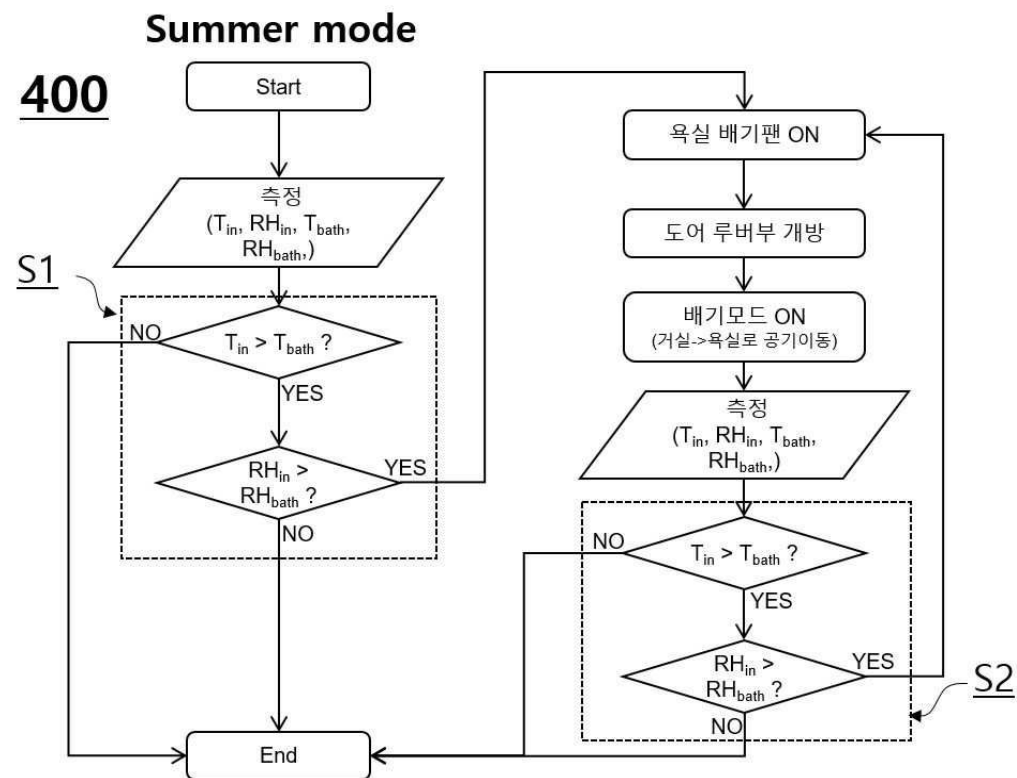 Summer mode
400
Start
측정
(T_in, RH_in, T_bath,
RH_bath,)
S1
NO
T_in > T_bath ?
YES
RH_in >
RH_bath ?
YES
NO
End
욕실 배기팬 ON
도어 루버부 개방
배기모드 ON
(거실->욕실로 공기이동)
측정
(T_in, RH_in, T_bath,
RH_bath,)
NO
T_in > T_bath ?
YES
RH_in >
RH_bath ?
YES
NO
S2